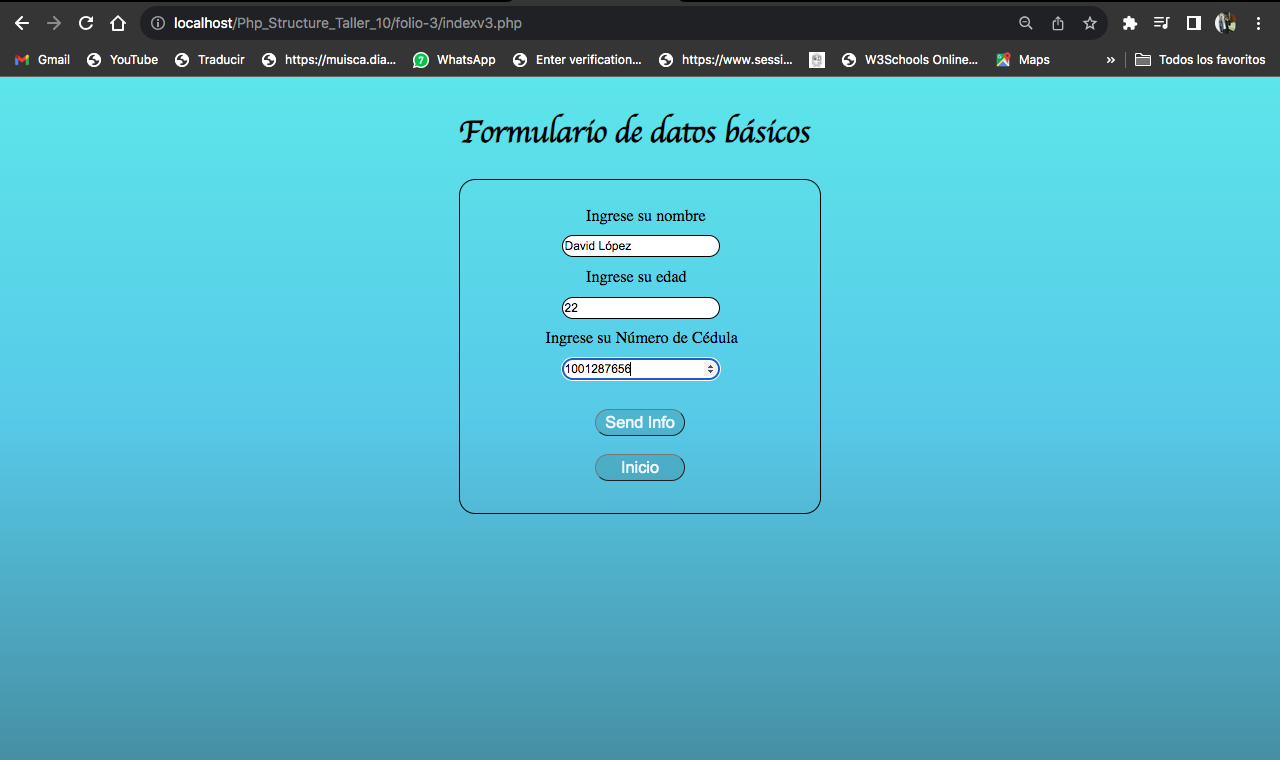 localhost/Php_Structure_Taller_10/folio-3/indexv3.php
Gmail YouTube Traducir https://muisca.dia... 7 WhatsApp Enter verification... https://www.sessi... W3Schools Online... Maps » Todos los favoritos
Formulario de datos básicos
Ingrese su nombre
David López
Ingrese su edad
22
Ingrese su Número de Cédula
1001287656
Send Info
Inicio